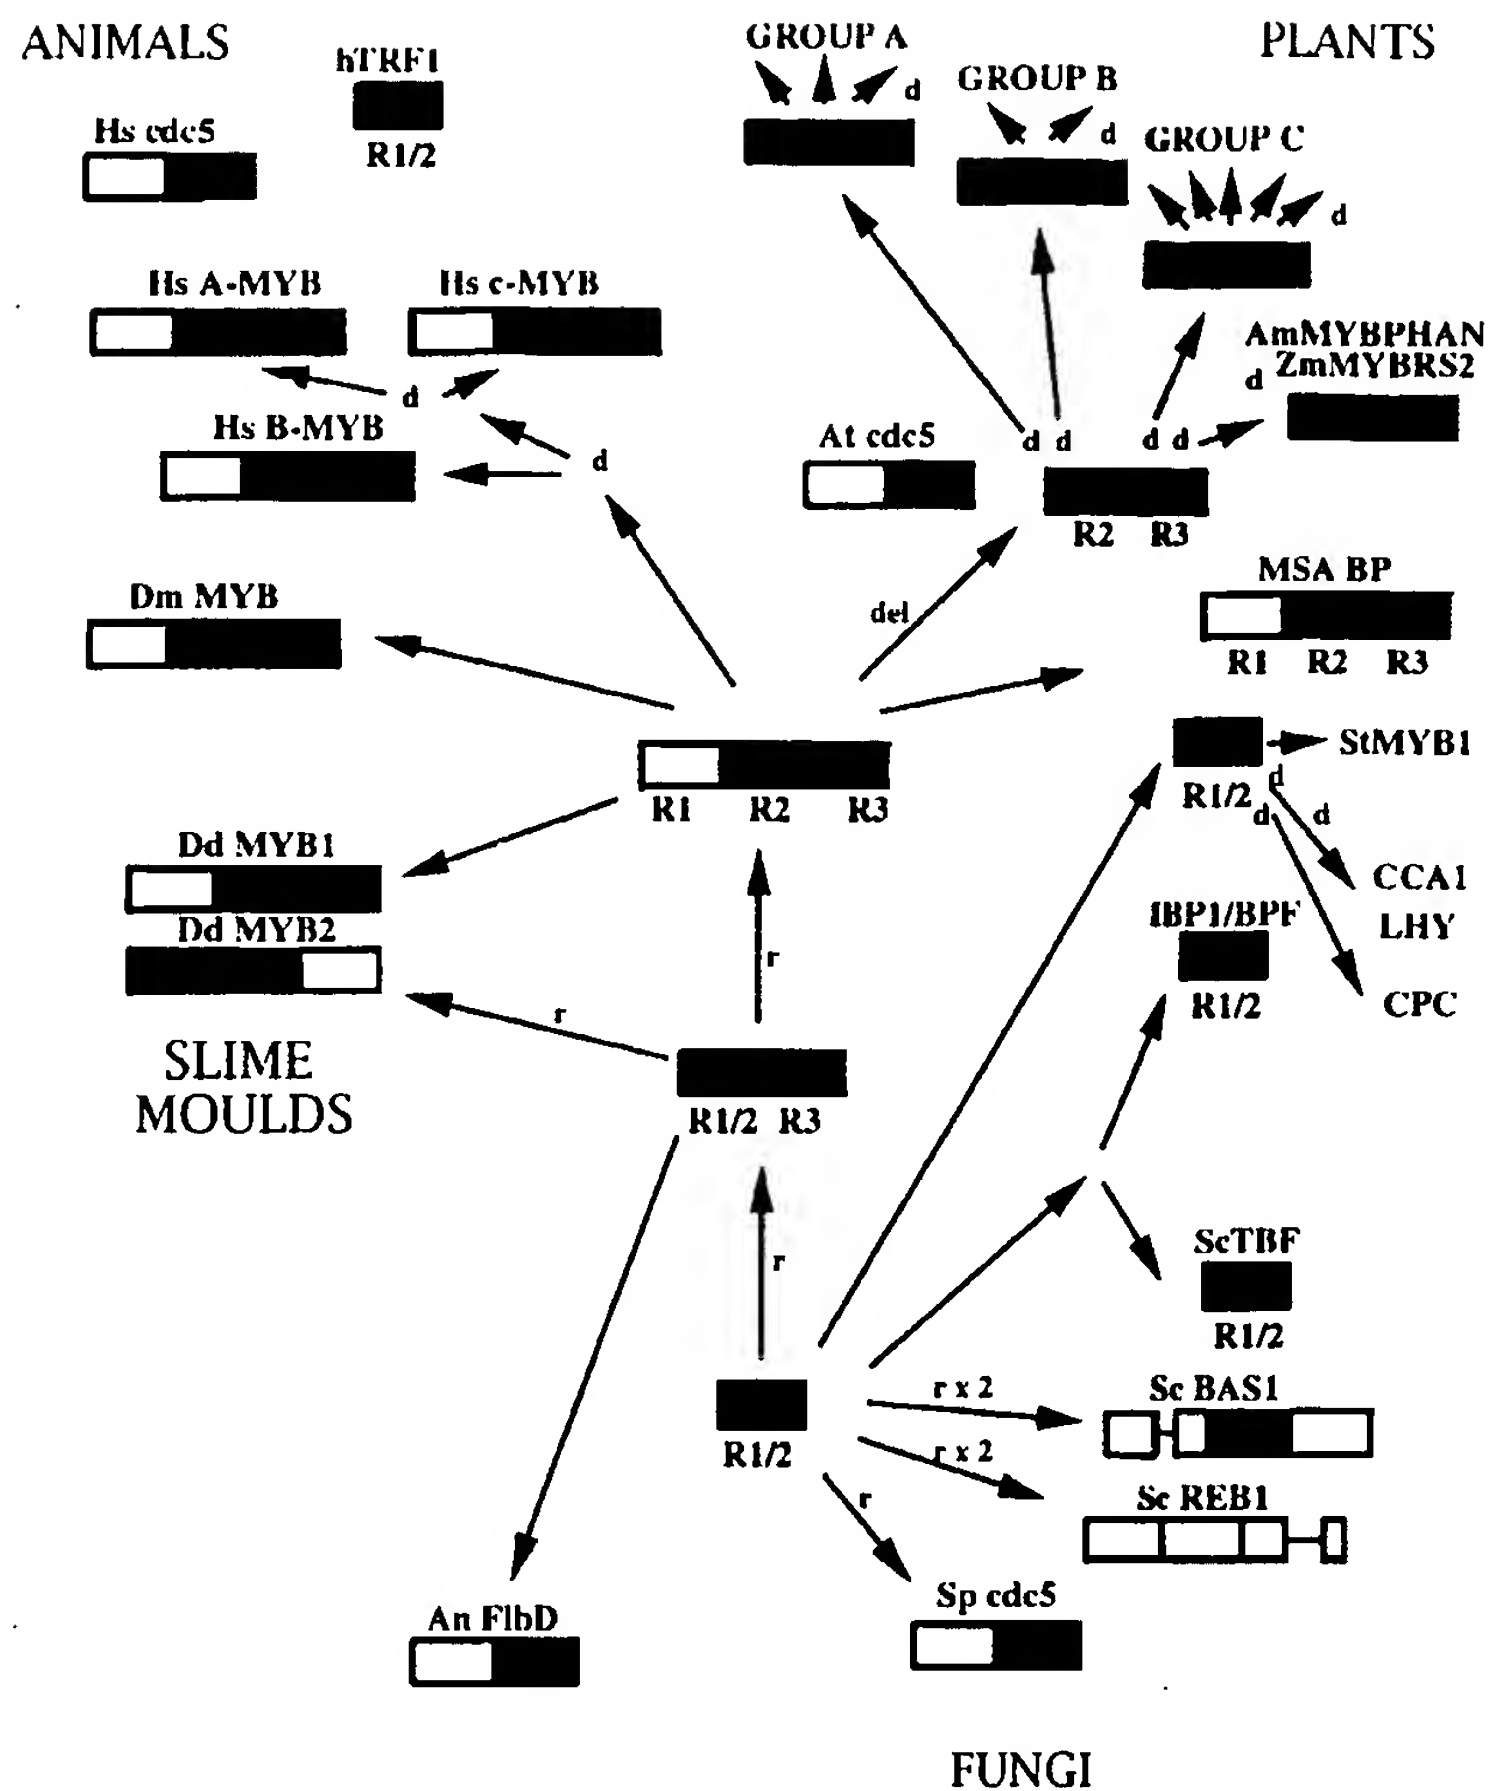 ANIMALS
PLANTS
hTRF1
R1/2
Hs cdc5
GROUP A
d
GROUP B
d
GROUP C
d
Hs A-MYB
Hs c-MYB
d
Hs B-MYB
d
AmMYBPHAN
d ZmMYBRS2
At cdc5
d d
d d
R2 R3
Dm MYB
del
MSA BP
R1 R2 R3
R1 R2 R3
StMYB1
R1/2
d
d
d
CCA1
LHY
CPC
Dd MYB1
Dd MYB2
SLIME
MOULDS
r
r
IBP1/BPF
R1/2
R1/2 R3
r
ScTBF
R1/2
R1/2
r x 2
Sc BAS1
r x 2
Sc REB1
r
Sp cdc5
An FlbD
FUNGI